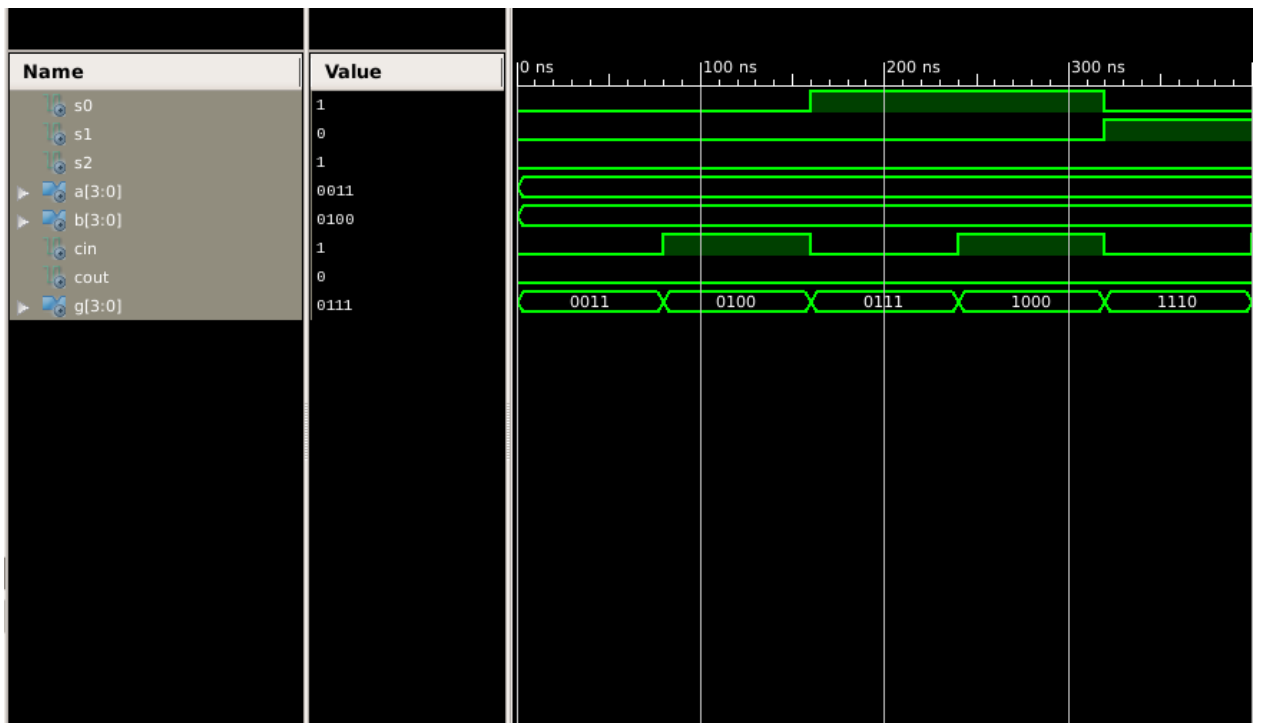 Name Value 0 ns 100 ns 200 ns 300 ns
s0 1
s1 0
s2 1
a[3:0] 0011
b[3:0] 0100
cin 1
cout 0
g[3:0] 0111 0011 0100 0111 1000 1110